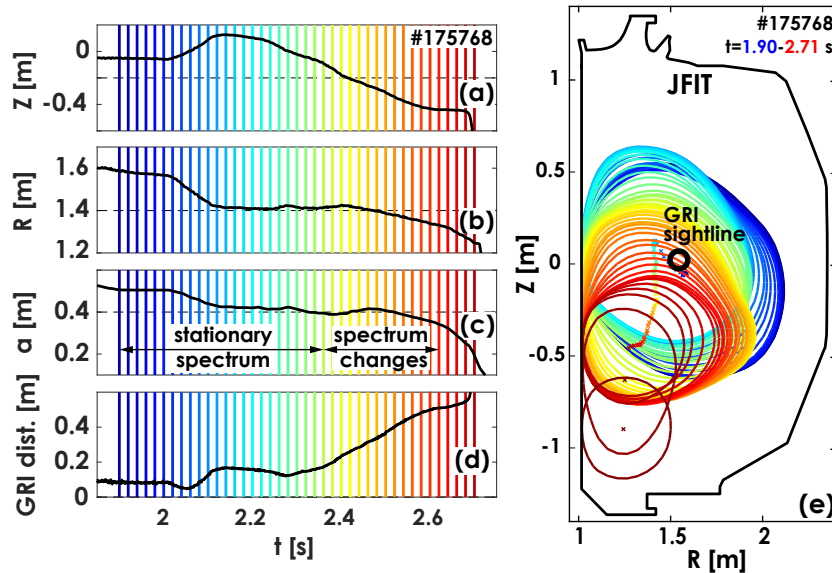 #175768
0
-0.4
Z [m]
(a)
1.6
1.4
1.2
R [m]
(b)
0.4
0.2
a [m]
(c)
stationary
spectrum
spectrum
changes
0.4
0.2
0
GRI dist. [m]
(d)
2
2.2
2.4
2.6
t [s]
#175768
t=1.90-2.71 s
JFIT
GRI
sightline
1
0.5
0
-0.5
-1
Z [m]
(e)
1
1.5
2
R [m]